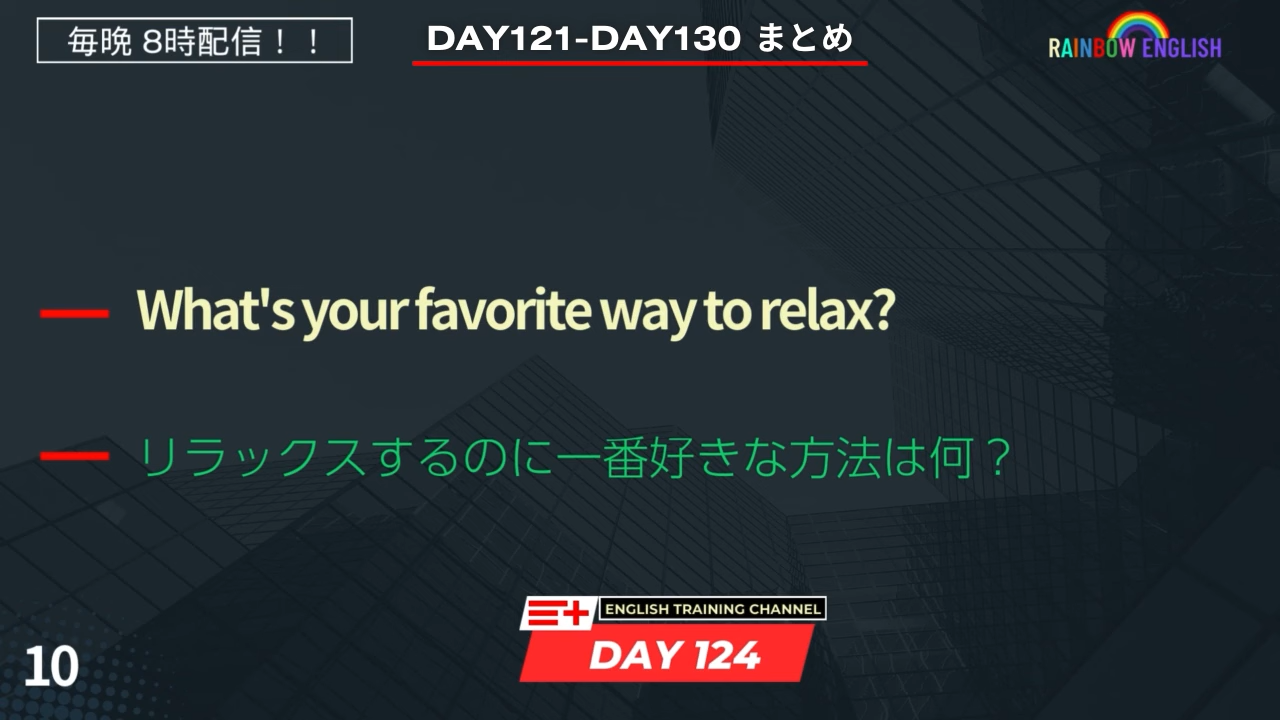 毎晩 8時配信！！
DAY121-DAY130 まとめ
RAINBOW ENGLISH
What's your favorite way to relax?
リラックスするのに一番好きな方法は何？
E+
ENGLISH TRAINING CHANNEL
DAY 124
10